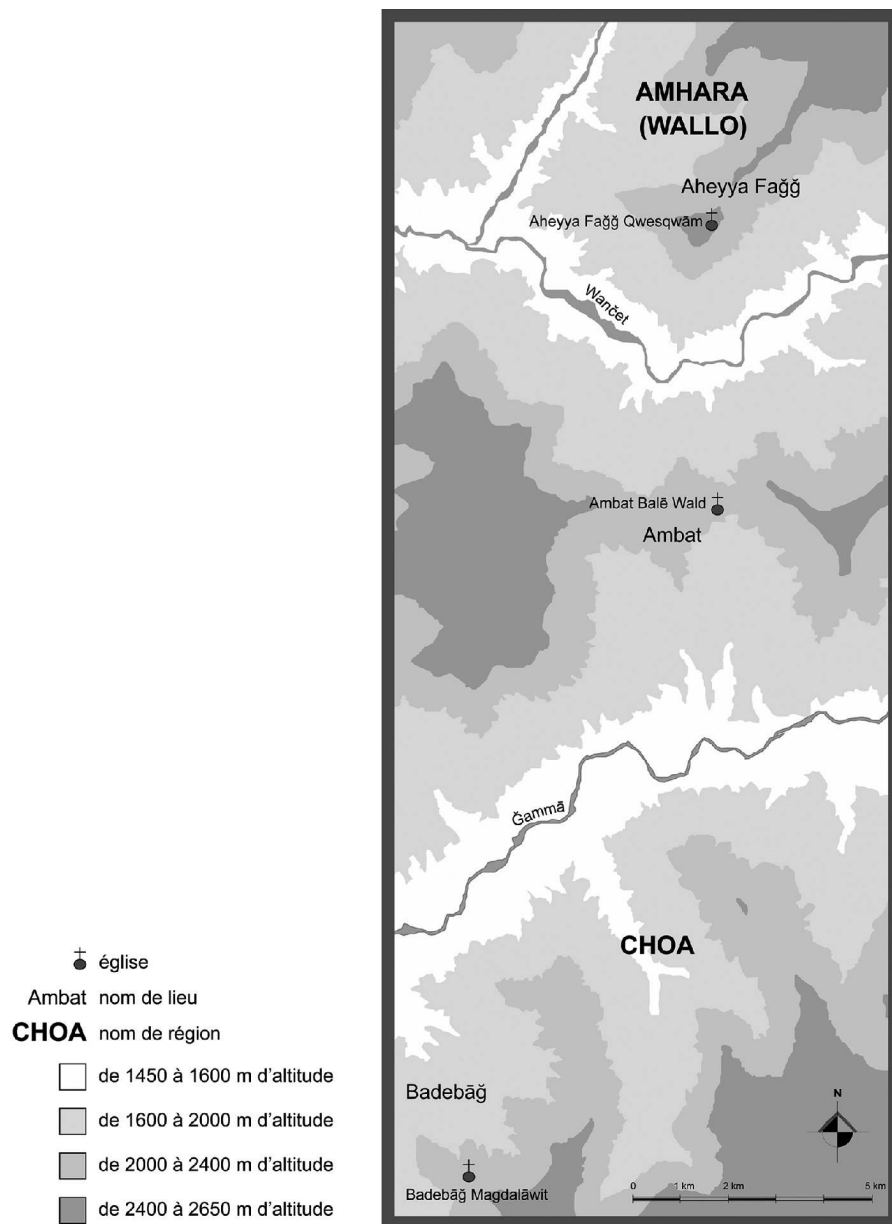 AMHARA
(WALLO)
Aheyya Fağğ
Aheyya Fağğ Qwesqwām
Wančet
Ambat Balē Wald
Ambat
Ğammā
CHOA
Badebāğ
Badebāğ Magdalāwit
N
0 1 km 2 km 5 km
église
Ambat nom de lieu
CHOA nom de région
de 1450 à 1600 m d'altitude
de 1600 à 2000 m d'altitude
de 2000 à 2400 m d'altitude
de 2400 à 2650 m d'altitude